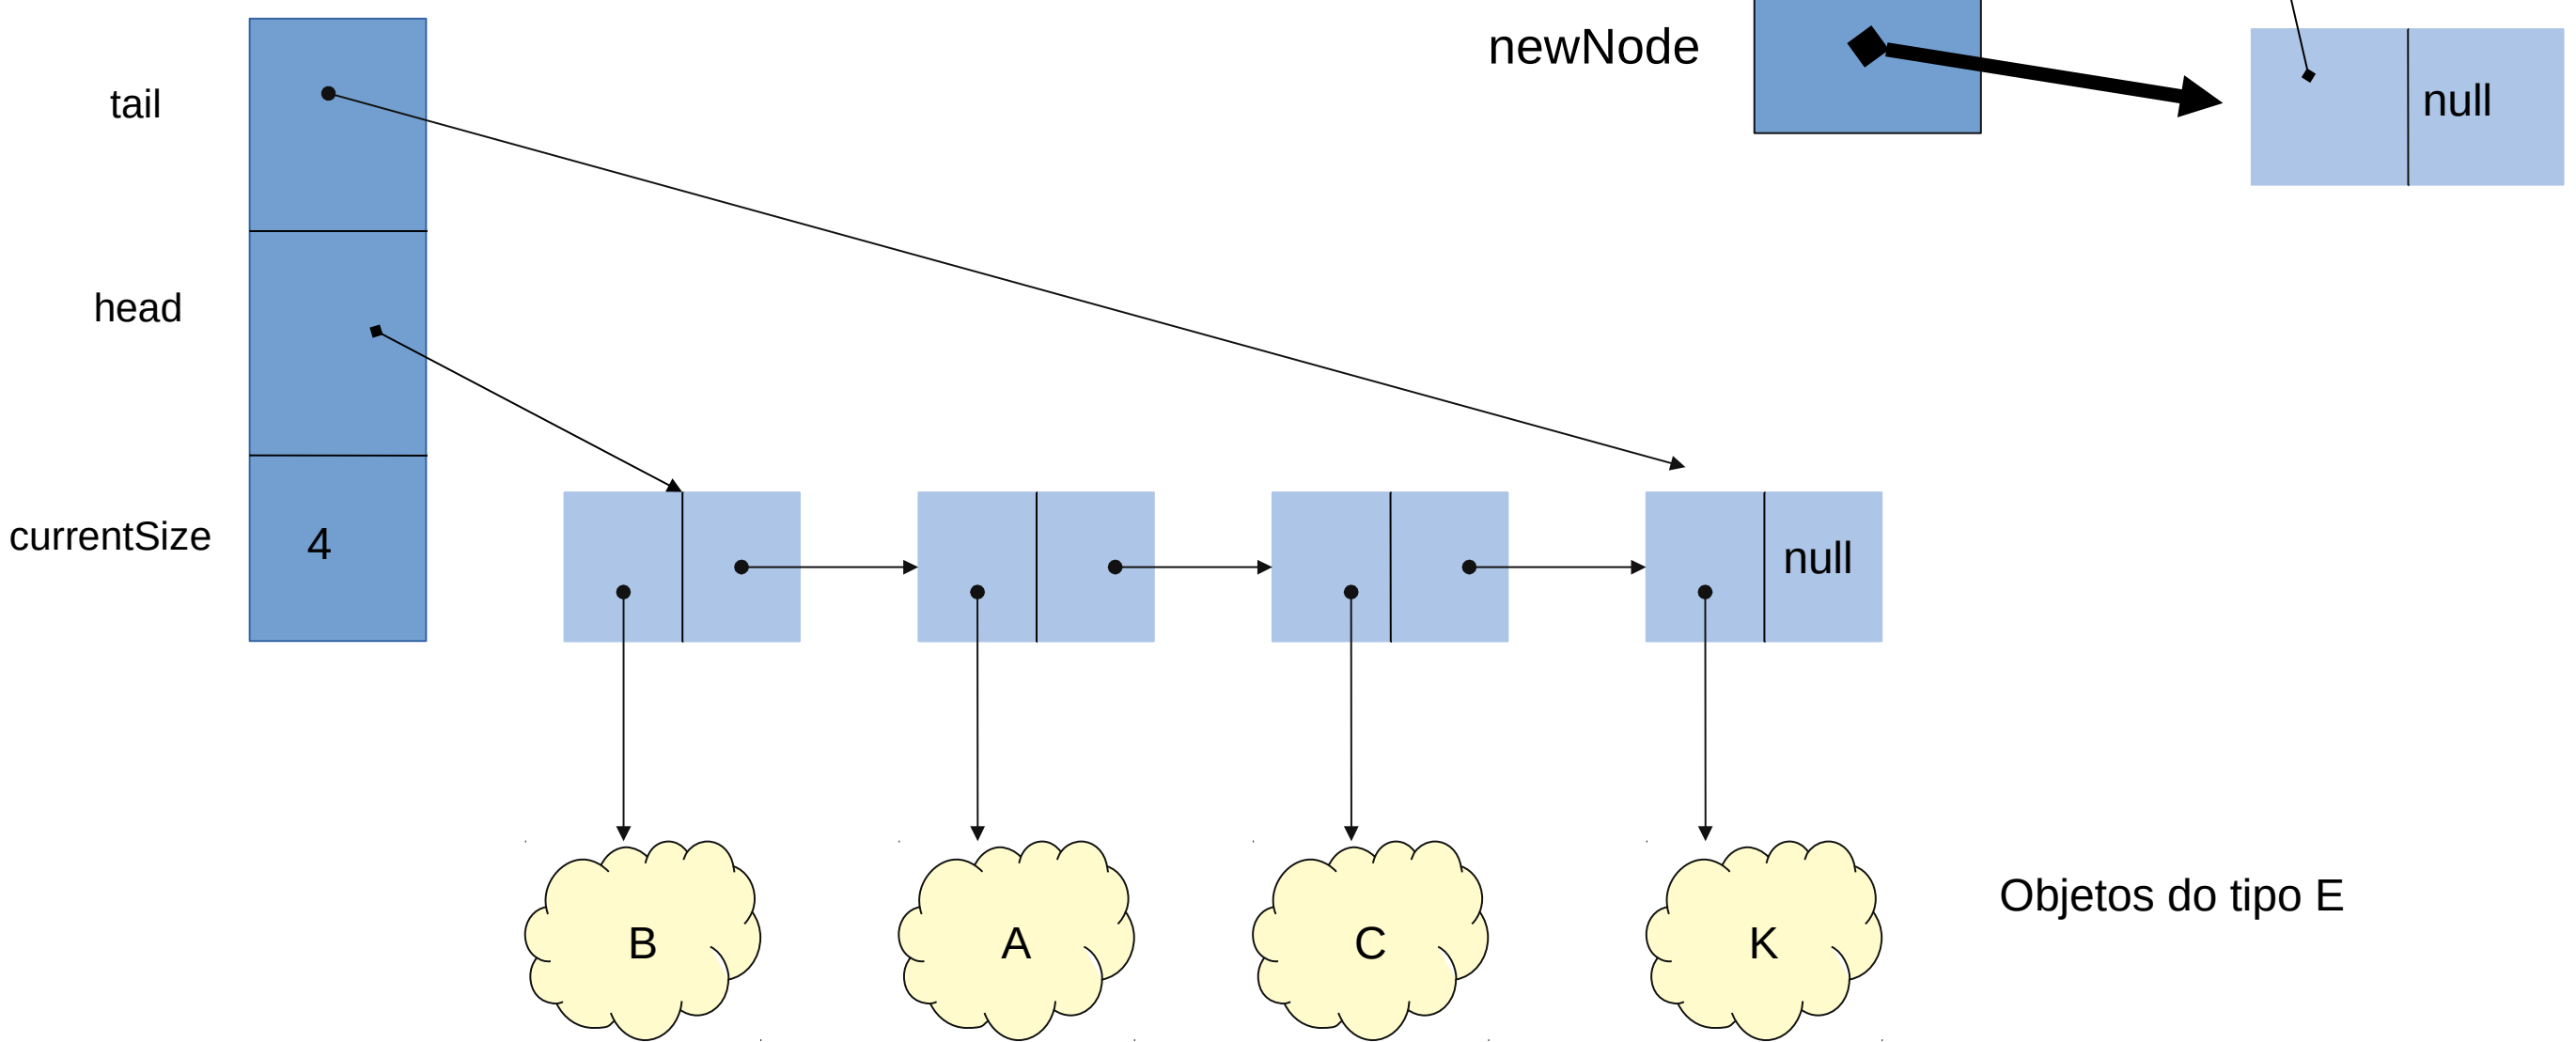 newNode
tail
null
head
currentSize
4
null
Objetos do tipo E
B
A
C
K